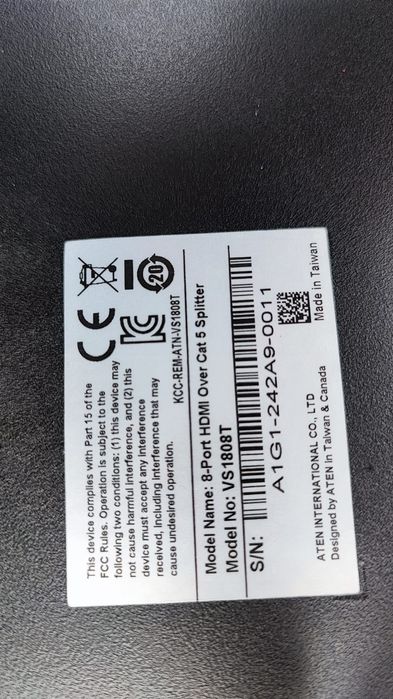 This device complies with Part 15 of the
FCC Rules. Operation is subject to the
following two conditions: (1) this device may
not cause harmful interference, and (2) this
device must accept any interference
received, including interference that may
cause undesired operation.
CE
20
KCC-REM-ATN-VS1808T
Model Name: 8-Port HDMI Over Cat 5 Splitter
Model No: VS1808T
S/N:
A1G1-242A9-0011
ATEN INTERNATIONAL CO., LTD
Designed by ATEN in Taiwan & Canada
Made in Taiwan